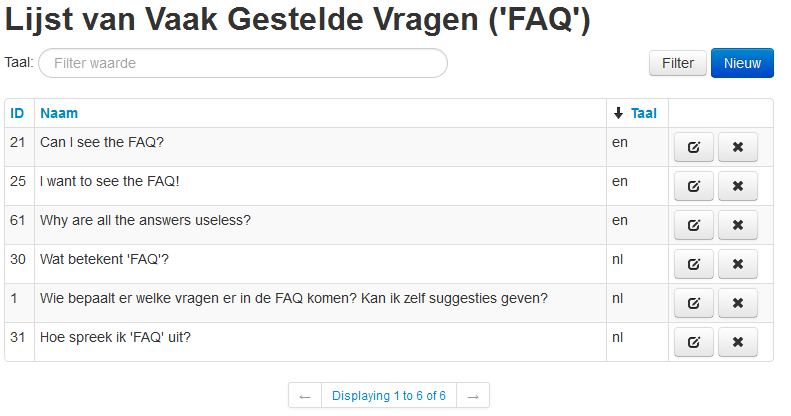 Lijst van Vaak Gestelde Vragen ('FAQ')
Taal: Filter waarde Filter Nieuw
ID Naam Taal
21 Can I see the FAQ? en
25 I want to see the FAQ! en
61 Why are all the answers useless? en
30 Wat betekent 'FAQ'? nl
1 Wie bepaalt er welke vragen er in de FAQ komen? Kan ik zelf suggesties geven? nl
31 Hoe spreek ik 'FAQ' uit? nl
← Displaying 1 to 6 of 6 →